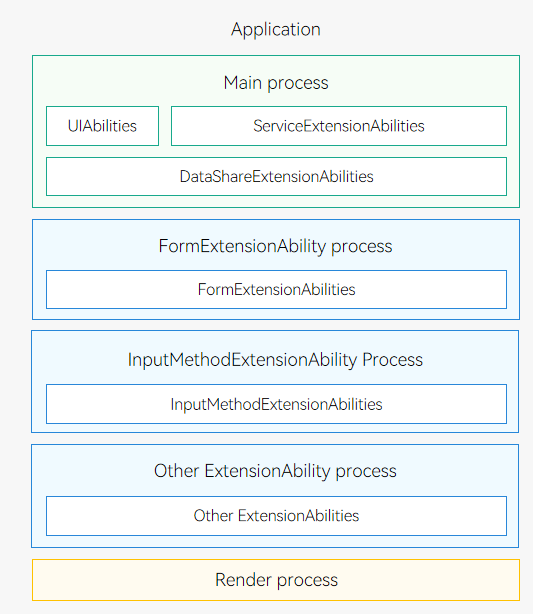 Application
Main process
UIAbilities
ServiceExtensionAbilities
DataShareExtensionAbilities
FormExtensionAbility process
FormExtensionAbilities
InputMethodExtensionAbility Process
InputMethodExtensionAbilities
Other ExtensionAbility process
Other ExtensionAbilities
Render process